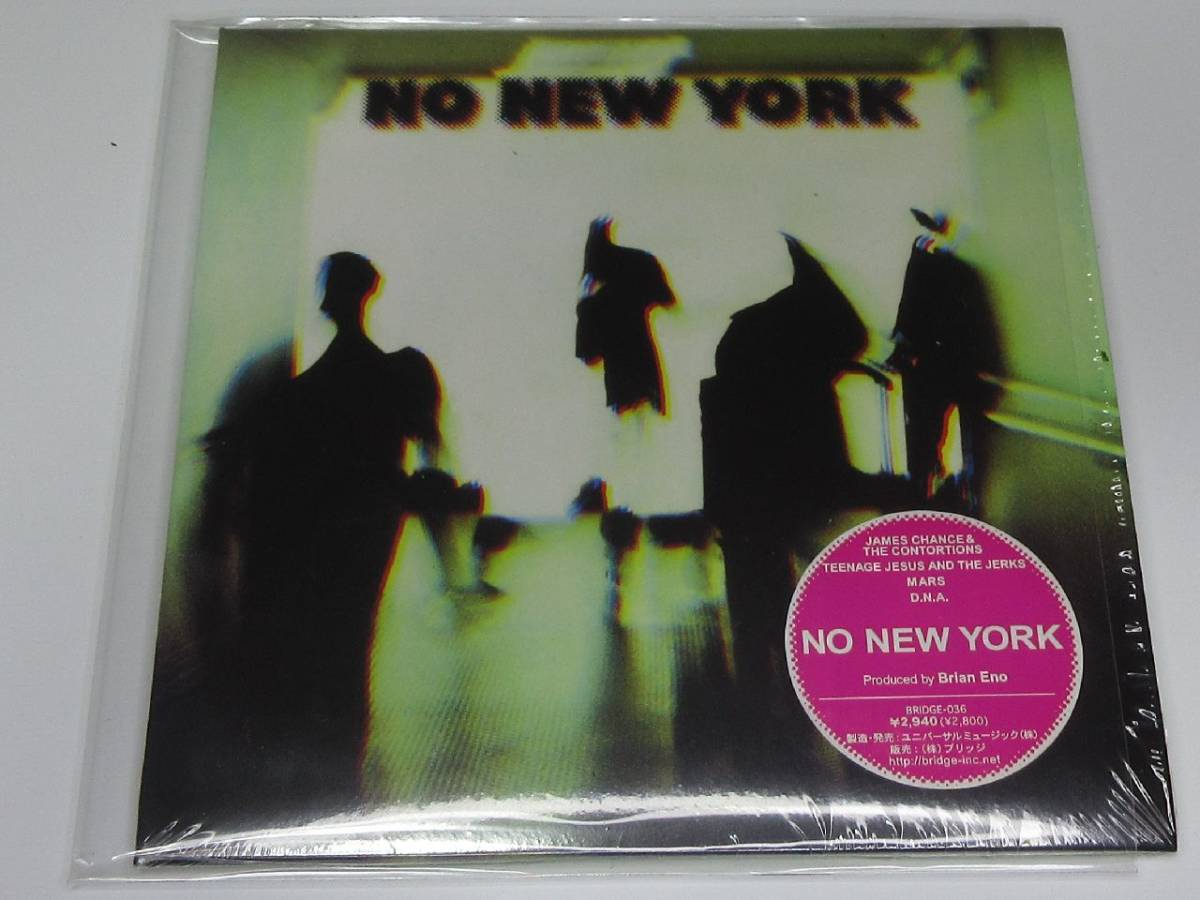 NO NEW YORK
JAMES CHANCE &
THE CONTORTIONS
TEENAGE JESUS AND THE JERKS
MARS
D.N.A.
NO NEW YORK
Produced by Brian Eno
BRIDGE-036
¥2,940 (¥2,800)
製造・発売：ユニバーサルミュージック（株）
販売：（株）ブリッジ
http://bridge-inc.net